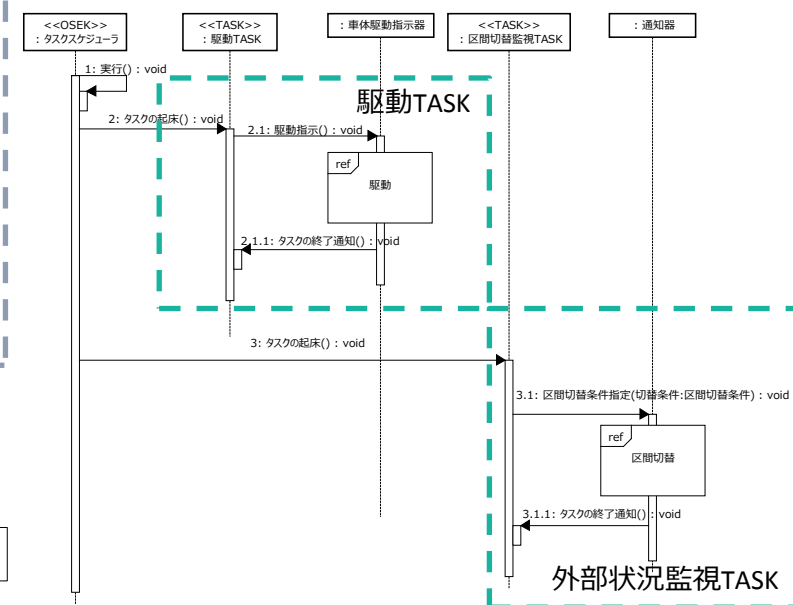 <<OSEK>>
: タスクスケジューラ
<<TASK>>
: 駆動TASK
: 車体駆動指示器
<<TASK>>
: 区間切替監視TASK
: 通知器
1: 実行() : void
駆動TASK
2: タスクの起床() : void
2.1: 駆動指示() : void
ref
駆動
2.1.1: タスクの終了通知() : void
3: タスクの起床() : void
3.1: 区間切替条件指定(切替条件:区間切替条件) : void
ref
区間切替
3.1.1: タスクの終了通知() : void
外部状況監視TASK